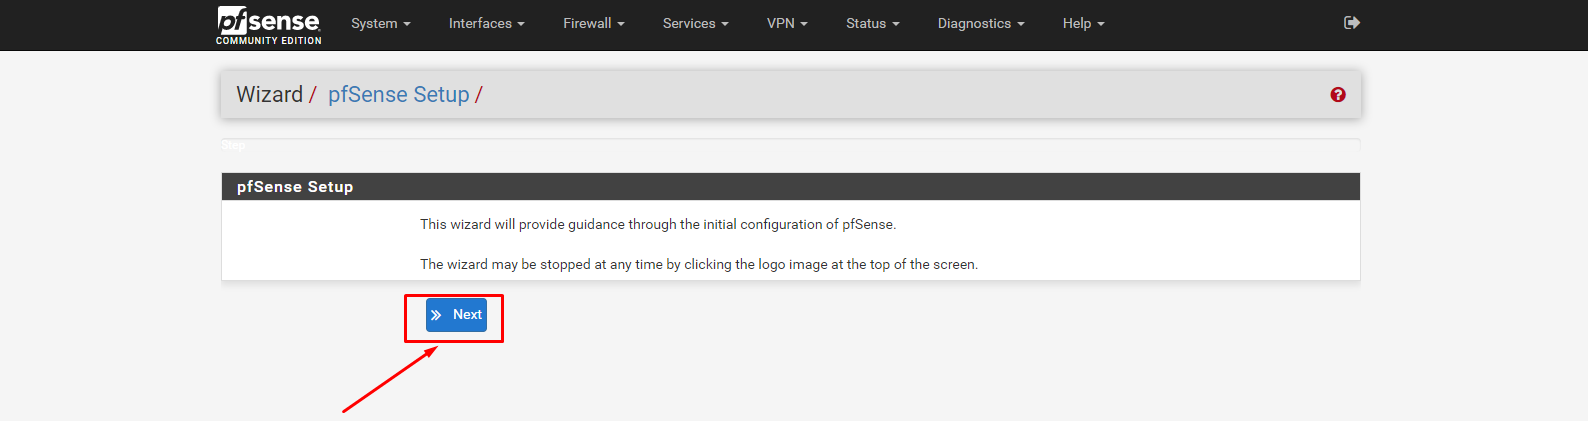 pfsense
COMMUNITY EDITION
System
Interfaces
Firewall
Services
VPN
Status
Diagnostics
Help
Wizard / pfSense Setup /
Step
pfSense Setup
This wizard will provide guidance through the initial configuration of pfSense.
The wizard may be stopped at any time by clicking the logo image at the top of the screen.
Next